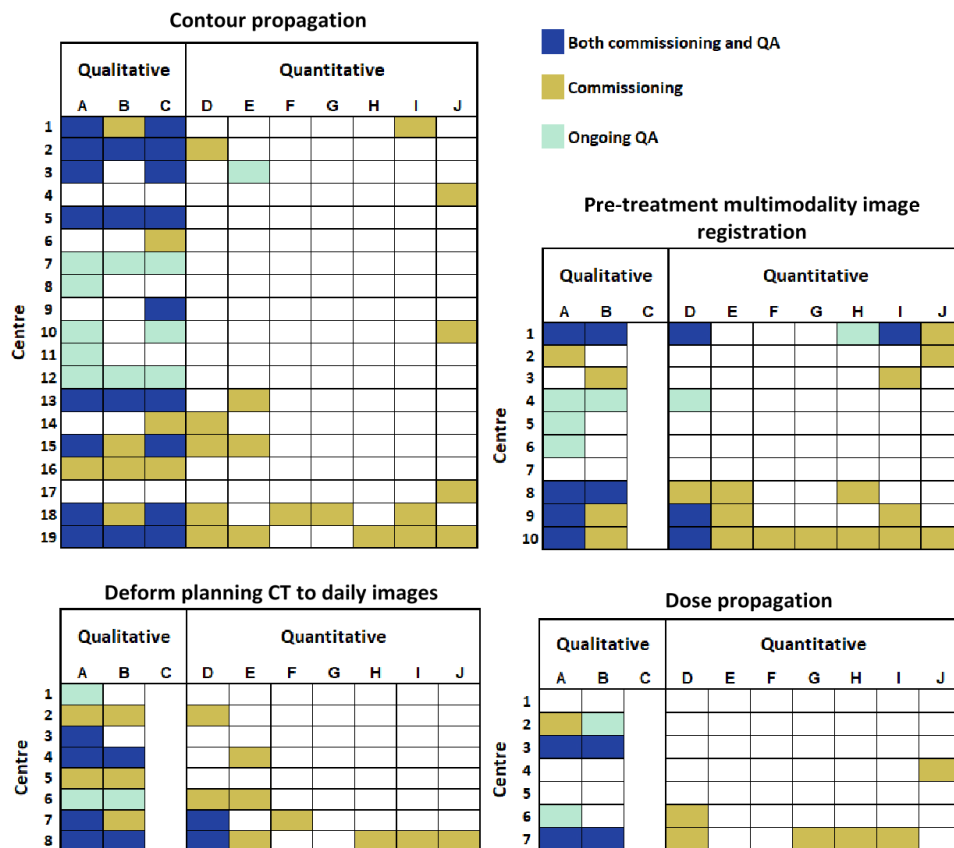 Contour propagation
Qualitative Quantitative
A B C D E F G H I J
1
2
3
4
5
6
7
8
9
10
11
12
13
14
15
16
17
18
19
Centre
Both commissioning and QA
Commissioning
Ongoing QA
Pre-treatment multimodality image
registration
Qualitative Quantitative
A B C D E F G H I J
1
2
3
4
5
6
7
8
9
10
Centre
Deform planning CT to daily images
Qualitative Quantitative
A B C D E F G H I J
1
2
3
4
5
6
7
8
Centre
Dose propagation
Qualitative Quantitative
A B C D E F G H I J
1
2
3
4
5
6
7
Centre